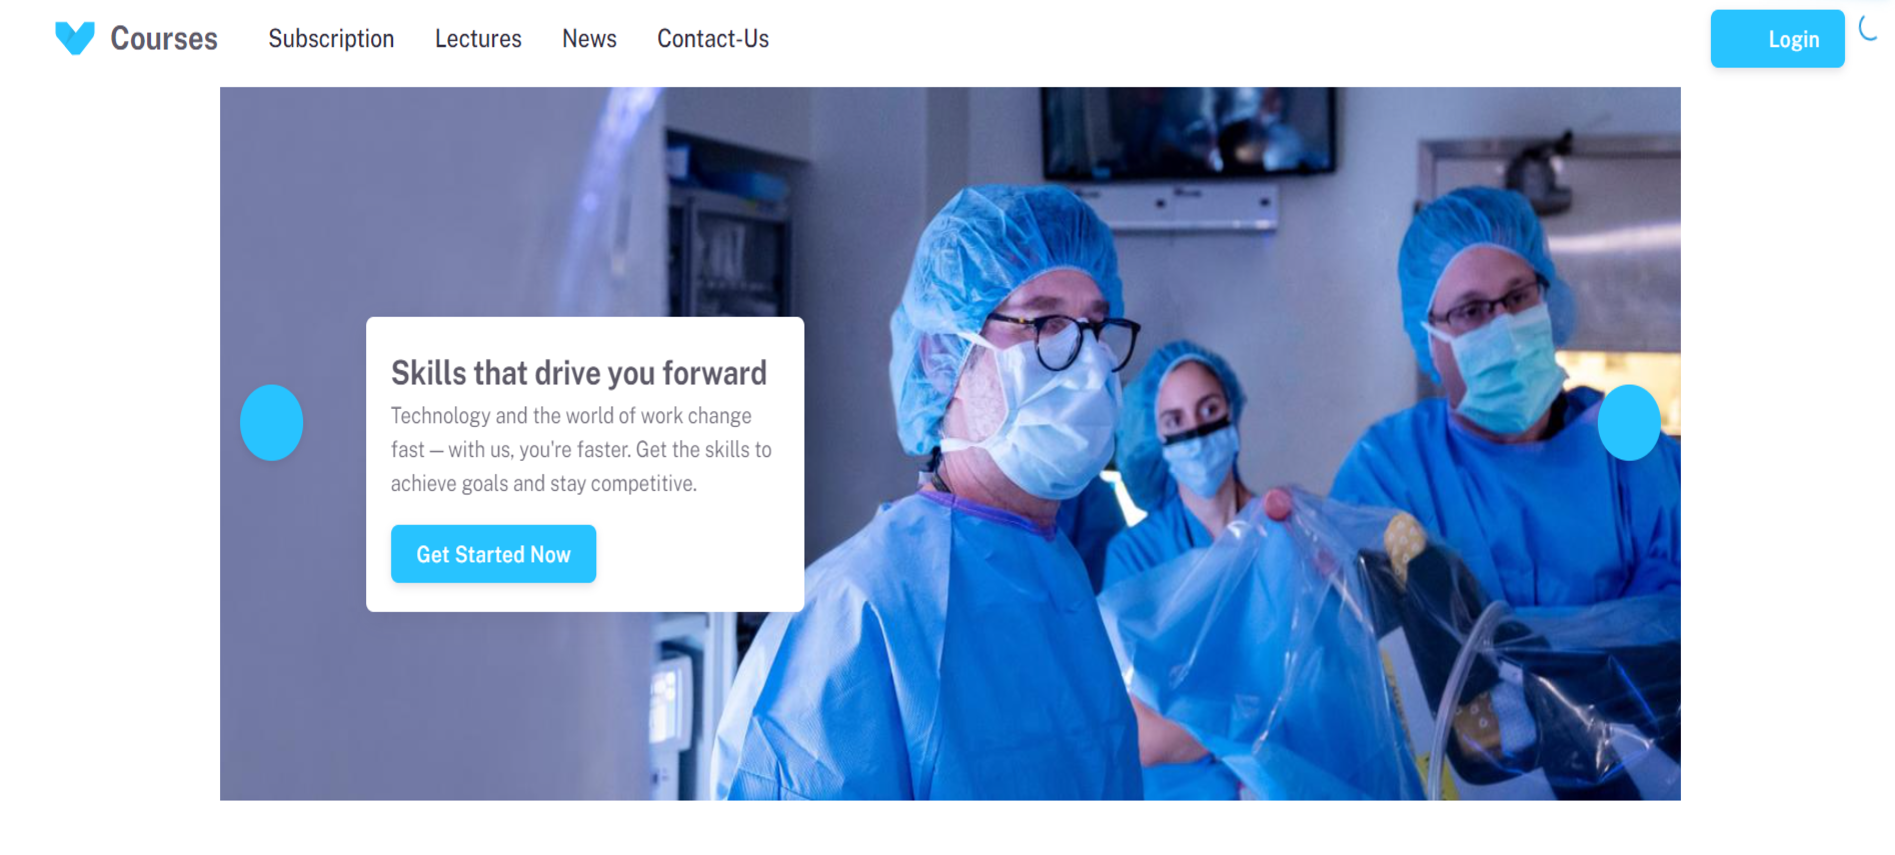 Courses
Subscription
Lectures
News
Contact-Us
Login
Skills that drive you forward
Technology and the world of work change
fast — with us, you're faster. Get the skills to
achieve goals and stay competitive.
Get Started Now